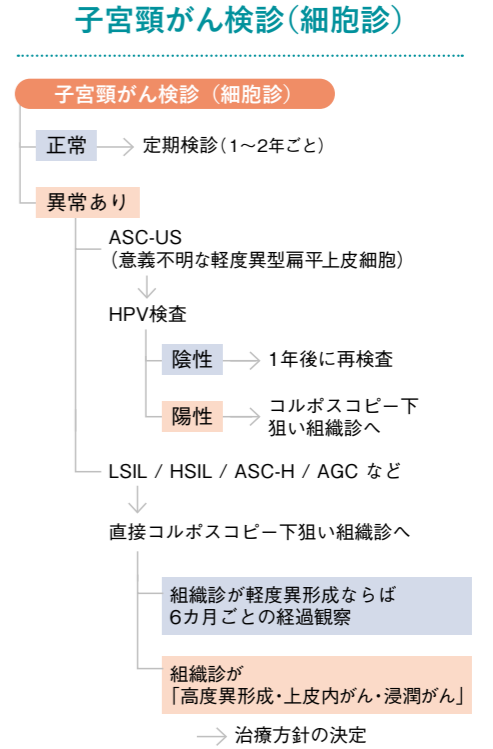 子宮頸がん検診(細胞診)
子宮頸がん検診(細胞診)
正常
定期検診(1〜2年ごと)
異常あり
ASC-US
(意義不明な軽度異型扁平上皮細胞)
HPV検査
陰性
1年後に再検査
陽性
コルポスコピー下
狙い組織診へ
LSIL / HSIL / ASC-H / AGC など
直接コルポスコピー下狙い組織診へ
組織診が軽度異形成ならば
6カ月ごとの経過観察
組織診が
「高度異形成・上皮内がん・浸潤がん」
治療方針の決定